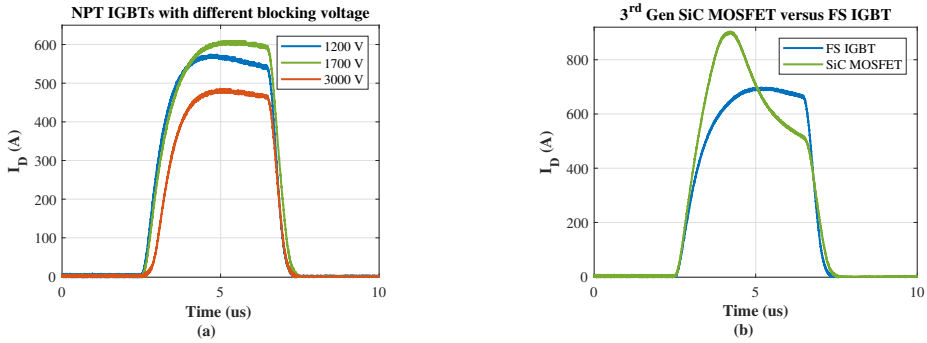 NPT IGBTs with different blocking voltage
600
500
400
300
200
100
0
I_D (A)
1200 V
1700 V
3000 V
0 5 10
Time (us)
(a)
3rd Gen SiC MOSFET versus FS IGBT
800
600
400
200
0
I_D (A)
FS IGBT
SiC MOSFET
0 5 10
Time (us)
(b)